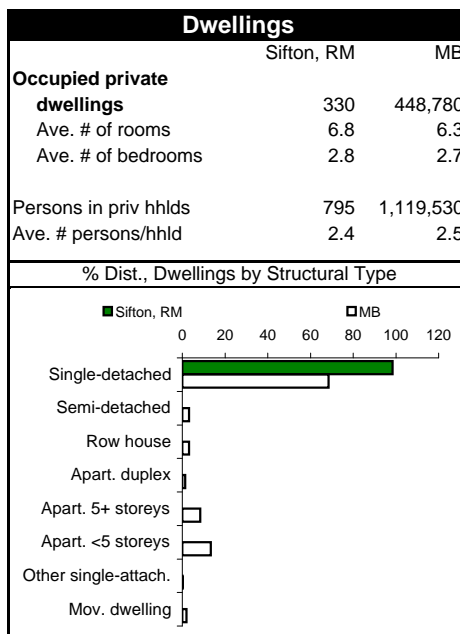 Dwellings
Sifton, RM MB
Occupied private
dwellings 330 448,780
Ave. # of rooms 6.8 6.3
Ave. # of bedrooms 2.8 2.7
Persons in priv hhlds 795 1,119,530
Ave. # persons/hhld 2.4 2.5
% Dist., Dwellings by Structural Type
Sifton, RM MB
0 20 40 60 80 100 120
Single-detached
Semi-detached
Row house
Apart. duplex
Apart. 5+ storeys
Apart. <5 storeys
Other single-attach.
Mov. dwelling